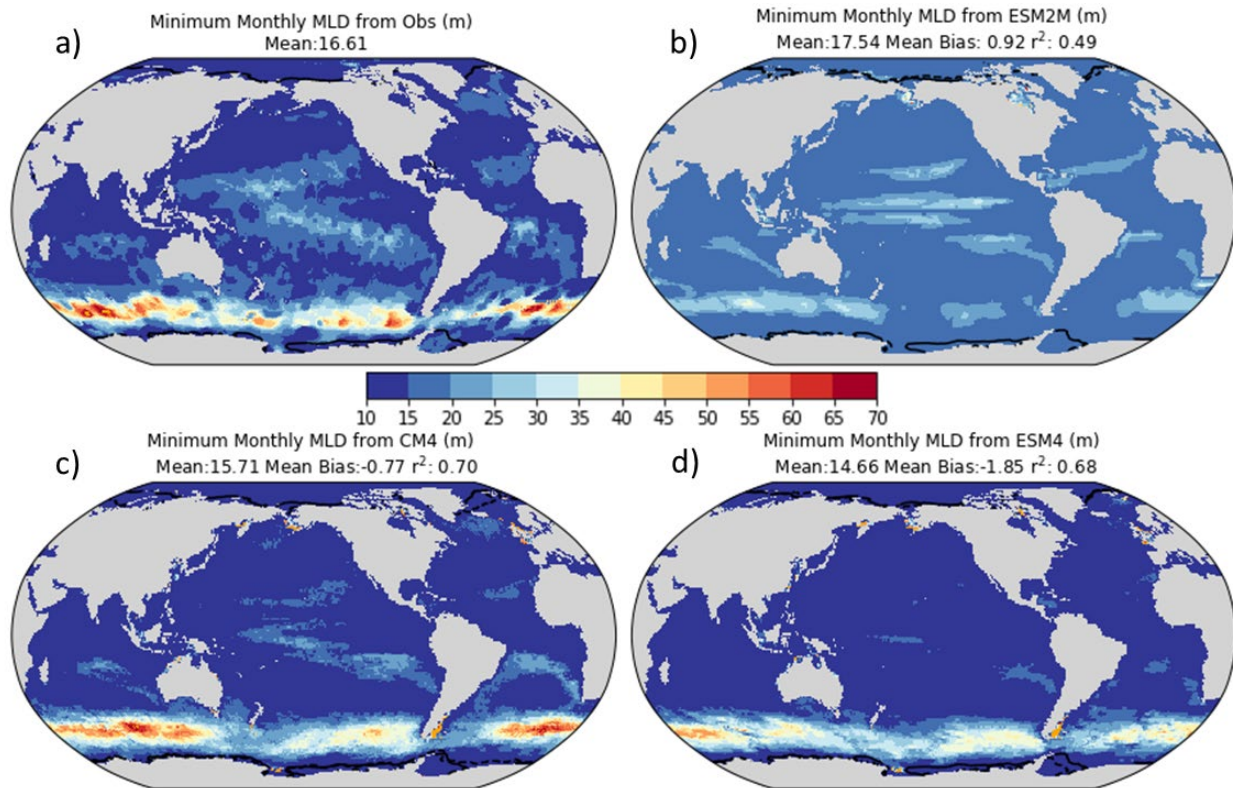 a)
Minimum Monthly MLD from Obs (m)
Mean:16.61
b)
Minimum Monthly MLD from ESM2M (m)
Mean:17.54 Mean Bias: 0.92 r²: 0.49
10 15 20 25 30 35 40 45 50 55 60 65 70
c)
Minimum Monthly MLD from CM4 (m)
Mean:15.71 Mean Bias:-0.77 r²: 0.70
d)
Minimum Monthly MLD from ESM4 (m)
Mean:14.66 Mean Bias:-1.85 r²: 0.68